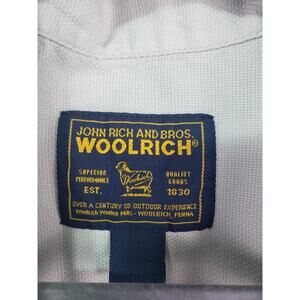 JOHN RICH AND BROS.
WOOLRICH®
SUPERIOR PERFORMANCE
Woolrich
QUALITY GOODS
EST.
1830
OVER A CENTURY OF OUTDOOR EXPERIENCE
Woolrich Woolen Mills - WOOLRICH, PENNA